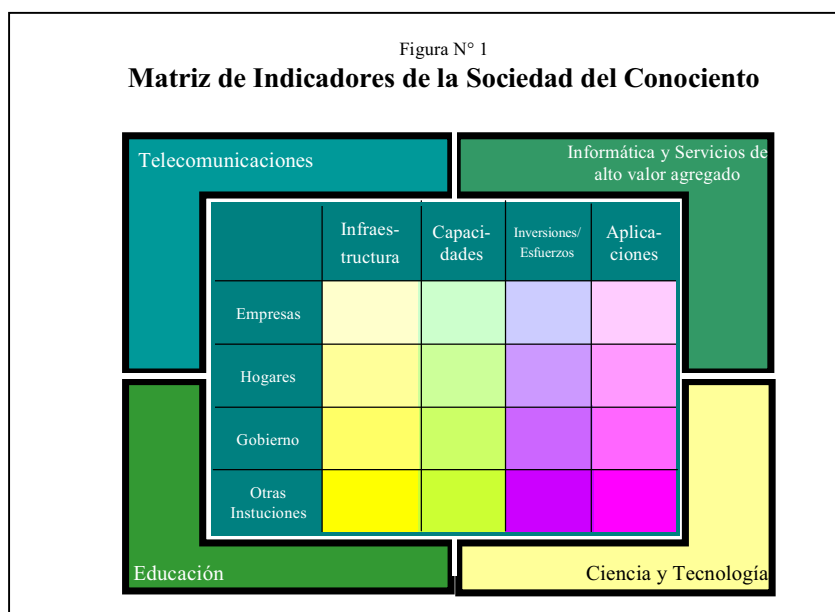 Figura N° 1
Matriz de Indicadores de la Sociedad del Conociento
Telecomunicaciones
Informática y Servicios de
alto valor agregado
Infraes-
tructura
Capaci-
dades
Inversiones/
Esfuerzos
Aplica-
ciones
Empresas
Hogares
Gobierno
Otras
Instuciones
Educación
Ciencia y Tecnología